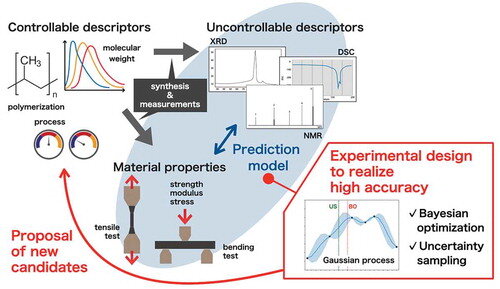 Controllable descriptors
Uncontrollable descriptors
XRD
DSC
NMR
CH3
n
molecular
weight
polymerization
process
synthesis
&
measurements
Prediction
model
Material properties
tensile
test
strength
modulus
stress
bending
test
Proposal
of new
candidates
Experimental design
to realize
high accuracy
US
BO
Gaussian process
✓ Bayesian
optimization
✓ Uncertainty
sampling